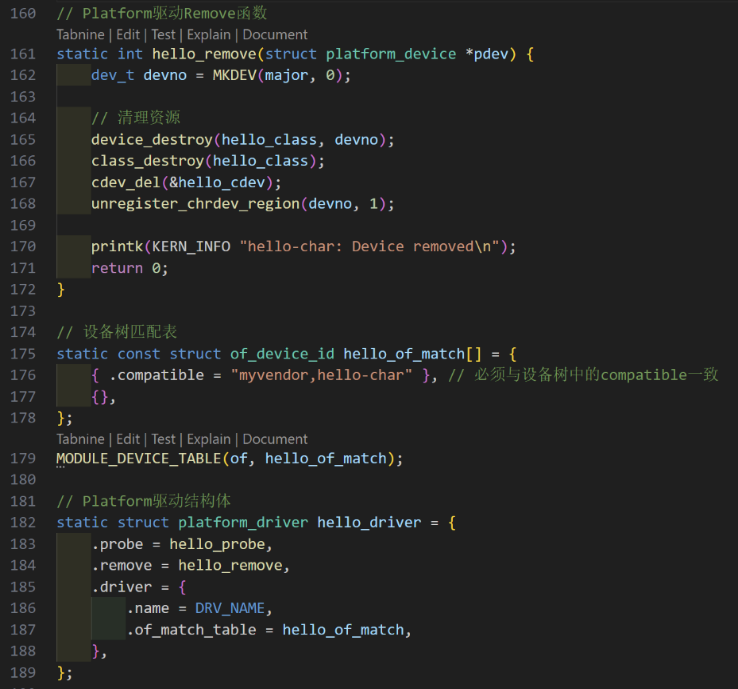 160 // Platform驱动Remove函数
Tabnine | Edit | Test | Explain | Document
161 static int hello_remove(struct platform_device *pdev) {
162     dev_t devno = MKDEV(major, 0);
163
164     // 清理资源
165     device_destroy(hello_class, devno);
166     class_destroy(hello_class);
167     cdev_del(&hello_cdev);
168     unregister_chrdev_region(devno, 1);
169
170     printk(KERN_INFO "hello-char: Device removed\n");
171     return 0;
172 }
173
174 // 设备树匹配表
Tabnine | Edit | Test | Explain | Document
175 static const struct of_device_id hello_of_match[] = {
176     { .compatible = "myvendor,hello-char" }, // 必须与设备树中的compatible一致
177     {},
178 };
Tabnine | Edit | Test | Explain | Document
179 MODULE_DEVICE_TABLE(of, hello_of_match);
180
181 // Platform驱动结构体
182 static struct platform_driver hello_driver = {
183     .probe = hello_probe,
184     .remove = hello_remove,
185     .driver = {
186         .name = DRV_NAME,
187         .of_match_table = hello_of_match,
188     },
189 };